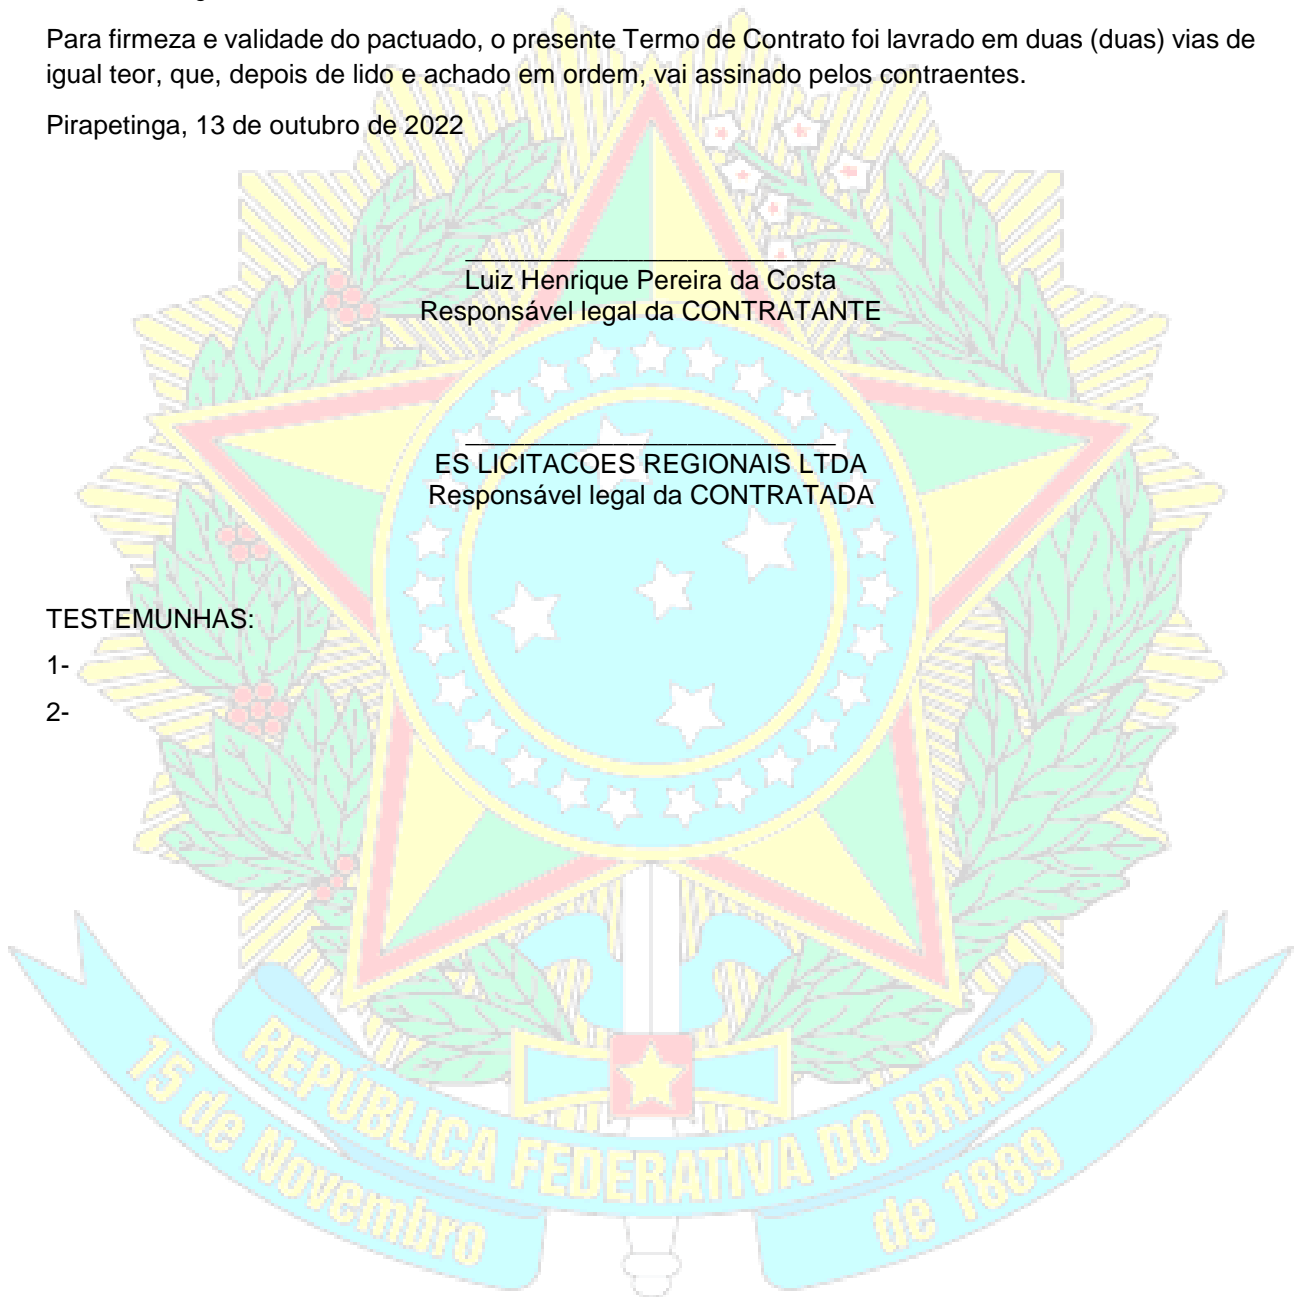 Para firmeza e validade do pactuado, o presente Termo de Contrato foi lavrado em duas (duas) vias de
igual teor, que, depois de lido e achado em ordem, vai assinado pelos contraentes.
Pirapetinga, 13 de outubro de 2022
Luiz Henrique Pereira da Costa
Responsável legal da CONTRATANTE
ES LICITACOES REGIONAIS LTDA
Responsável legal da CONTRATADA
TESTEMUNHAS:
1-
2-
REPÚBLICA FEDERATIVA DO BRASIL
15 de Novembro
de 1889